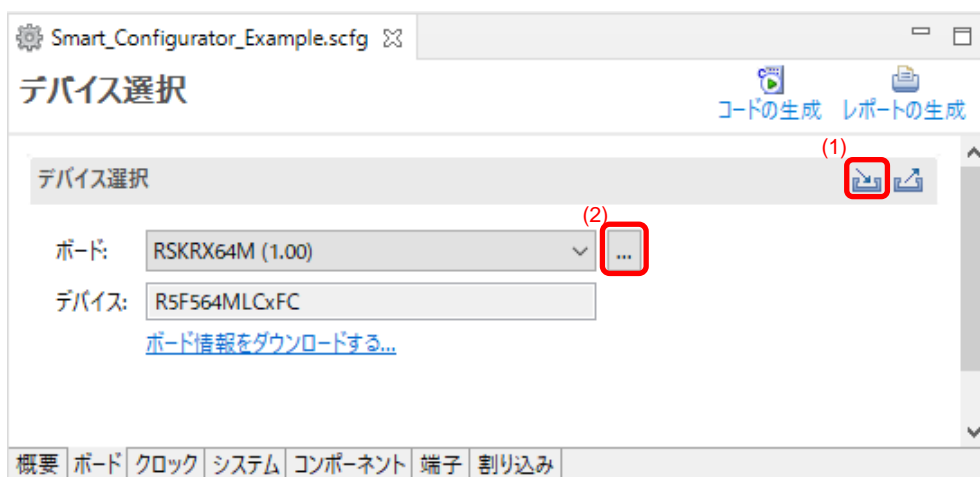 Smart_Configurator_Example.scfg
デバイス選択
コードの生成 レポートの生成
(1)
デバイス選択
(2)
ボード: RSKRX64M (1.00) ...
デバイス: R5F564MLCxFC
ボード情報をダウンロードする...
概要 ボード クロック システム コンポーネント 端子 割り込み